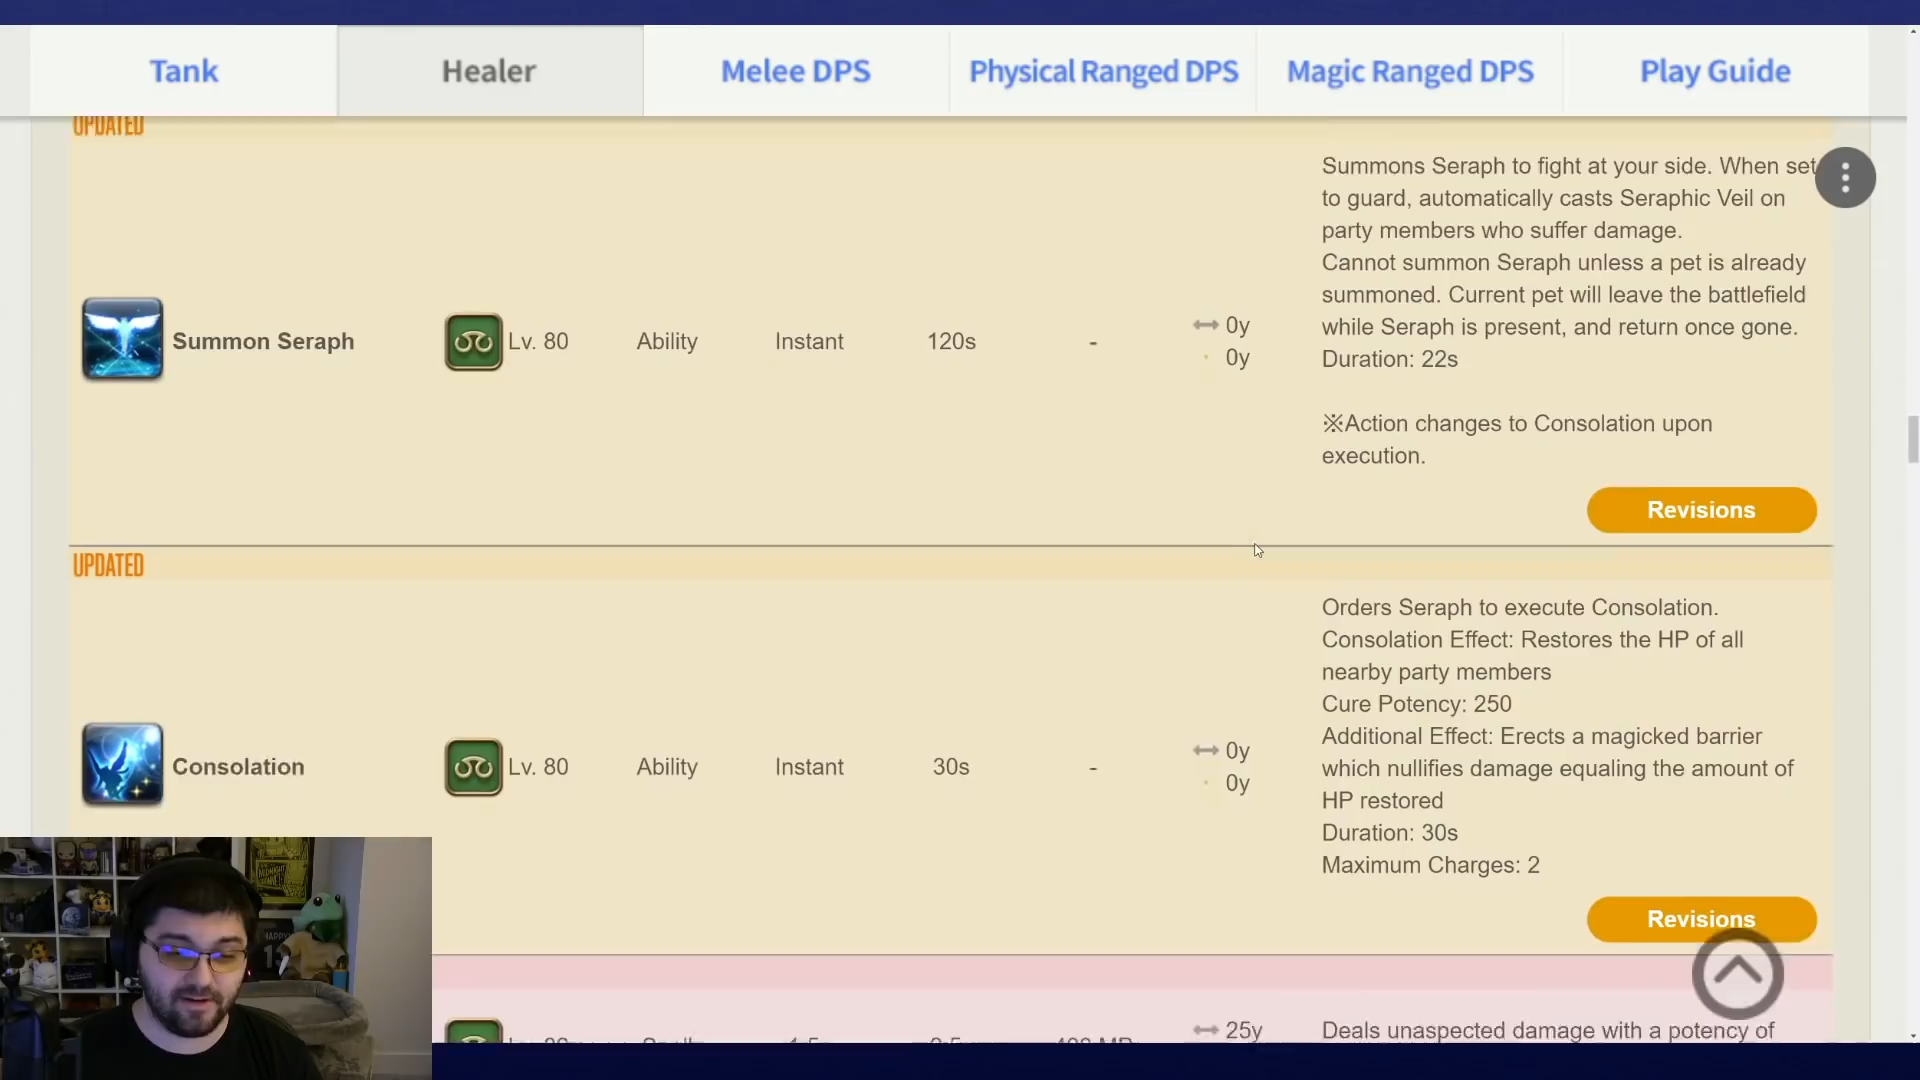 Tank
Healer
Melee DPS
Physical Ranged DPS
Magic Ranged DPS
Play Guide
UPDATED
Summon Seraph
Lv. 80
Ability
Instant
120s
-
0y
0y
Summons Seraph to fight at your side. When set
to guard, automatically casts Seraphic Veil on
party members who suffer damage.
Cannot summon Seraph unless a pet is already
summoned. Current pet will leave the battlefield
while Seraph is present, and return once gone.
Duration: 22s
※Action changes to Consolation upon
execution.
Revisions
UPDATED
Consolation
Lv. 80
Ability
Instant
30s
-
0y
0y
Orders Seraph to execute Consolation.
Consolation Effect: Restores the HP of all
nearby party members
Cure Potency: 250
Additional Effect: Erects a magicked barrier
which nullifies damage equaling the amount of
HP restored
Duration: 30s
Maximum Charges: 2
Revisions
25y
Deals unaspected damage with a potency of